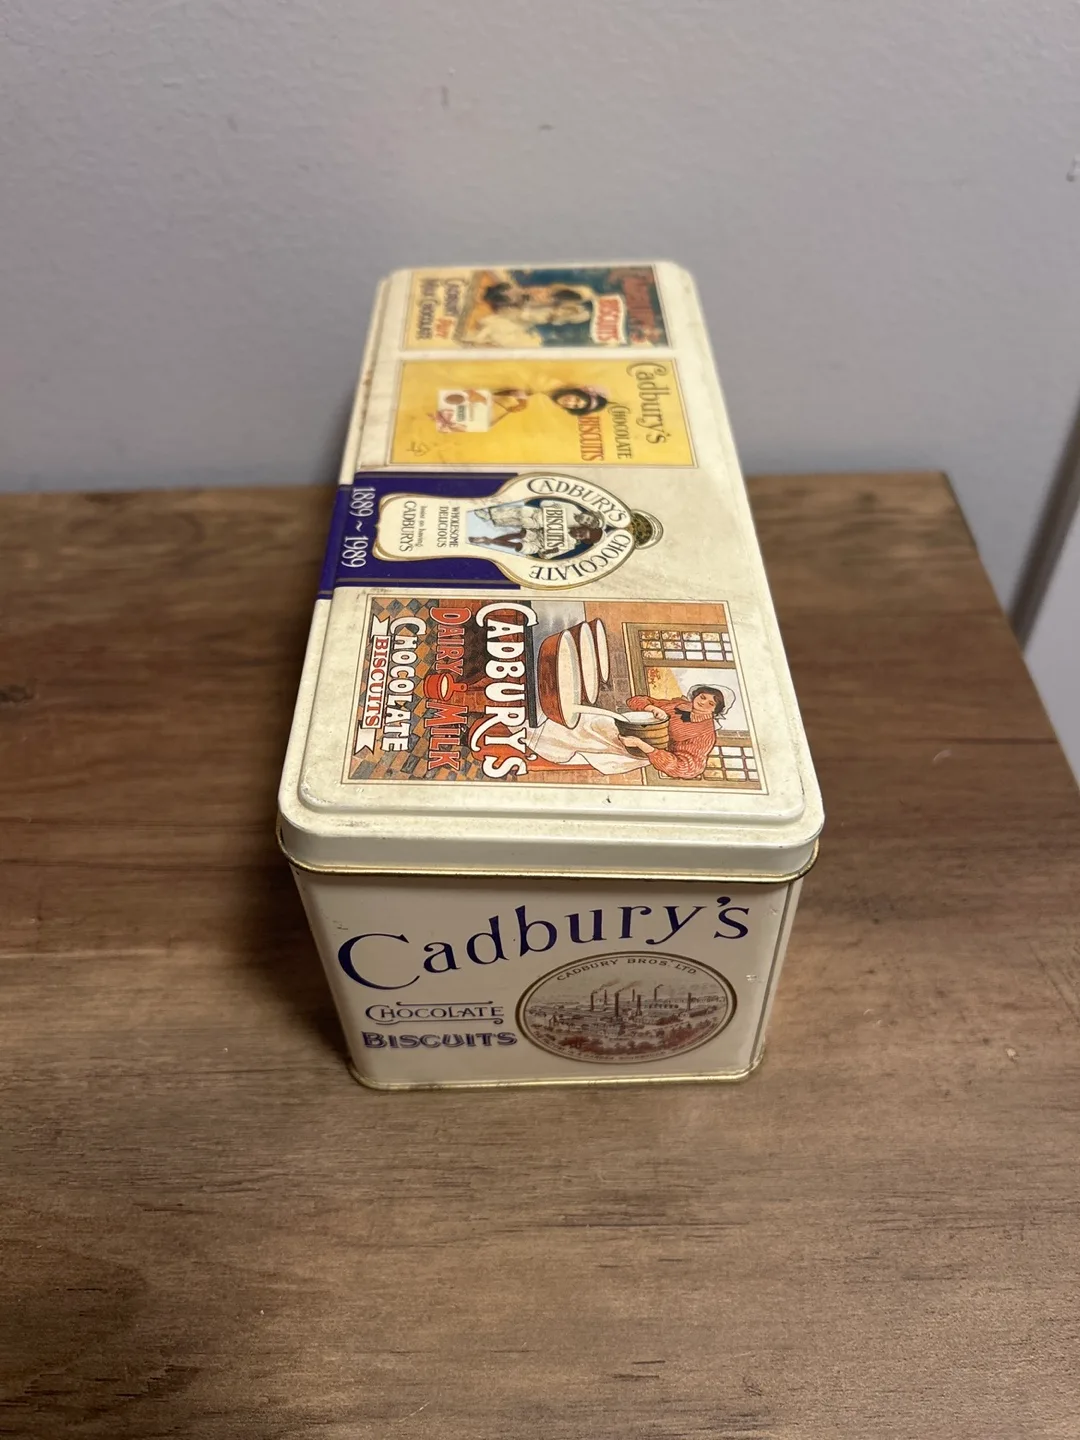 CADBURY'S
BISCUITS
Cadbury's
CHOCOLATE
BISCUITS
1889 ~ 1989
CADBURY'S CHOCOLATE
BISCUITS
WHOLESOME
DELICIOUS
CADBURY'S
CADBURY'S
DAIRY MILK
CHOCOLATE
BISCUITS
Cadbury's
CHOCOLATE
BISCUITS
CADBURY BROS. LTD.